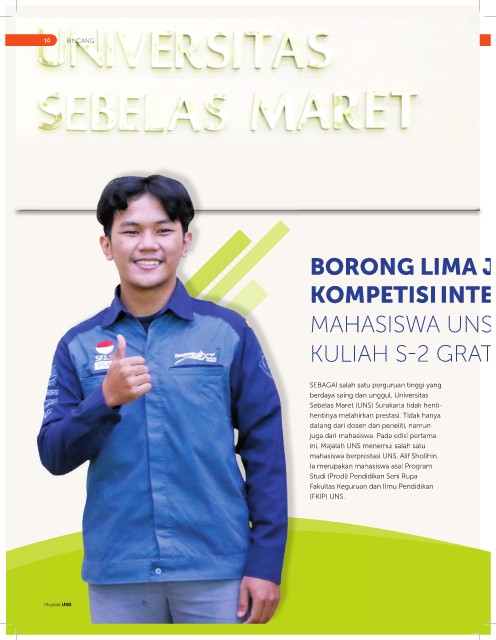 10 BINCANG
UNIVERSITAS
SEBELAS MARET
BORONG LIMA J
KOMPETISI INTE
MAHASISWA UNS
KULIAH S-2 GRAT
SEBAGAI salah satu perguruan tinggi yang
berdaya saing dan unggul, Universitas
Sebelas Maret (UNS) Surakarta tidak henti-
hentinya melahirkan prestasi. Tidak hanya
datang dari dosen dan peneliti, namun
juga dari mahasiswa. Pada edisi pertama
ini, Majalah UNS menemui salah satu
mahasiswa berprestasi UNS, Alif Sholihin.
Ia merupakan mahasiswa asal Program
Studi (Prodi) Pendidikan Seni Rupa
Fakultas Keguruan dan Ilmu Pendidikan
(FKIP) UNS.
Majalah UNS